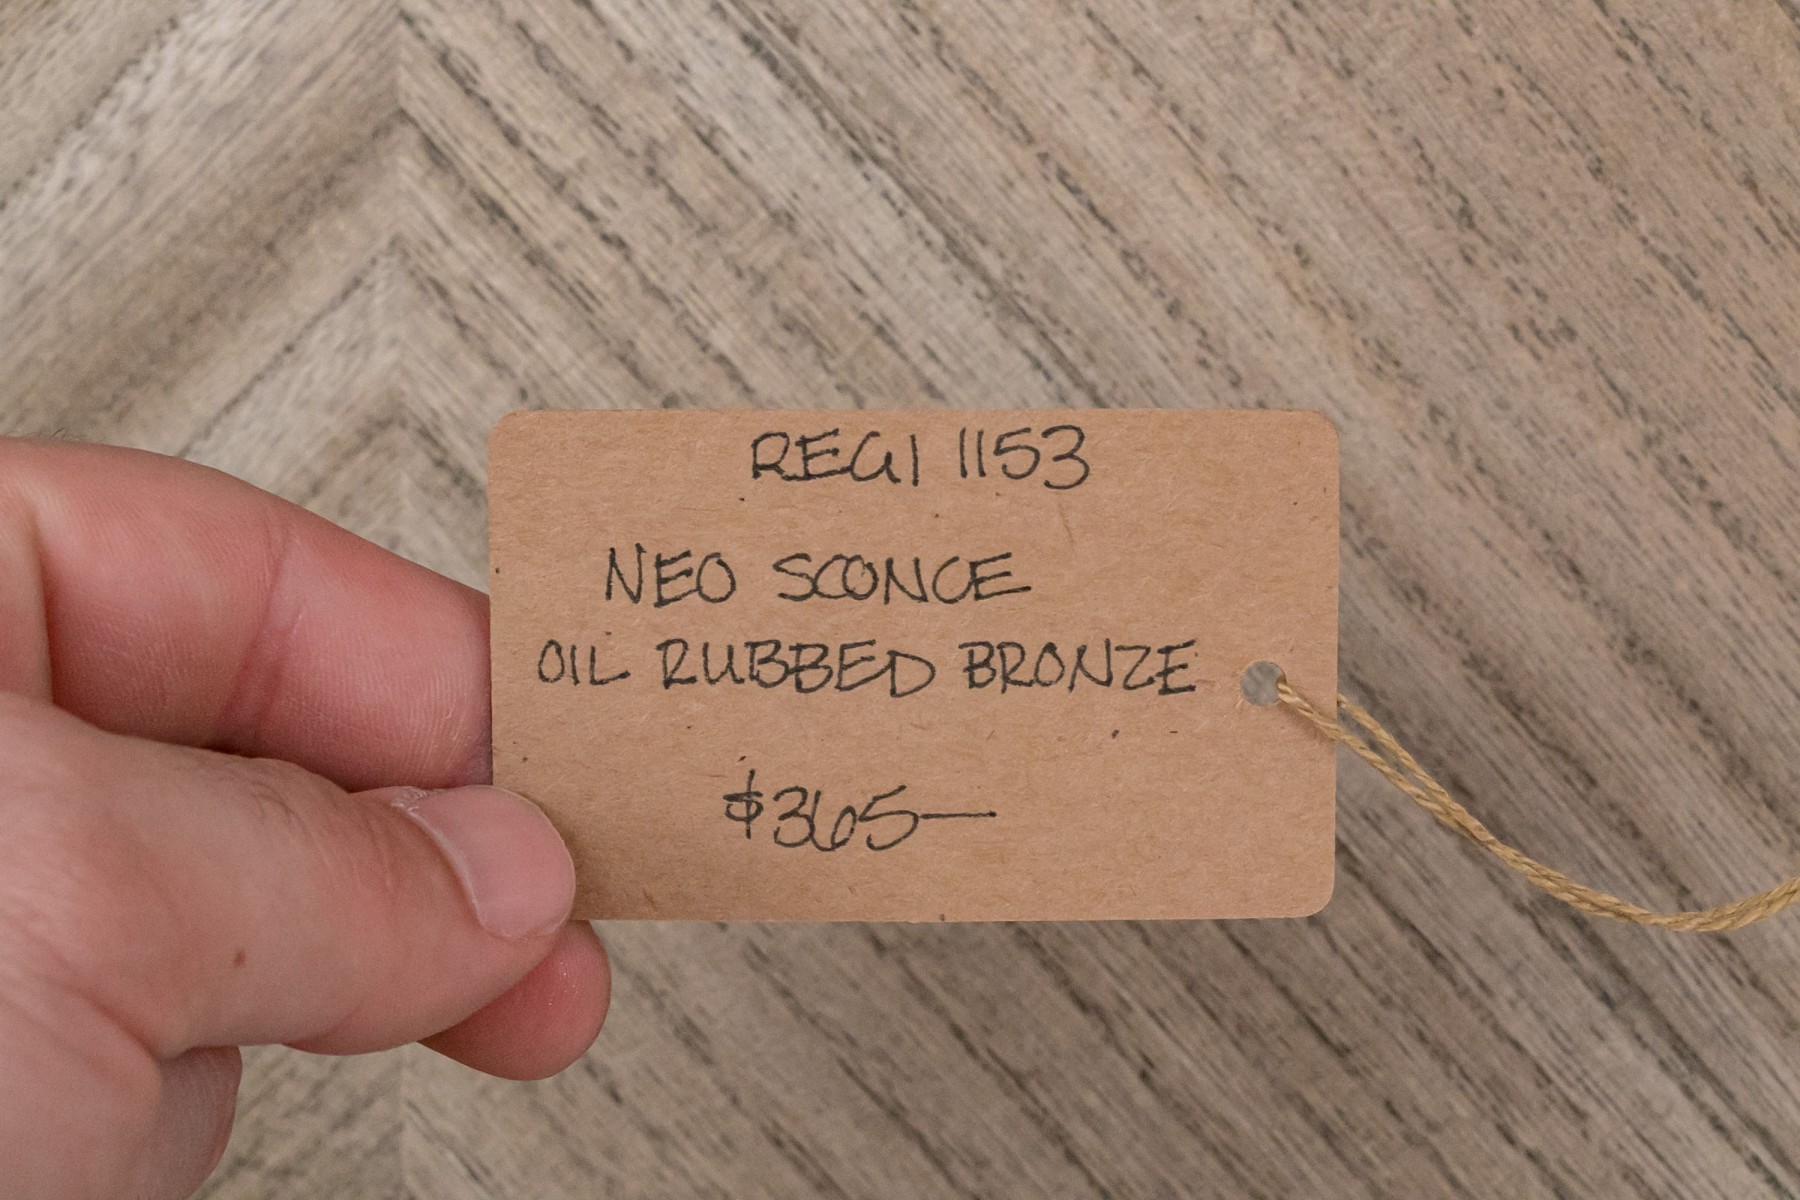 REGI 1153
NEO SCONCE
OIL RUBBED BRONZE
$365—